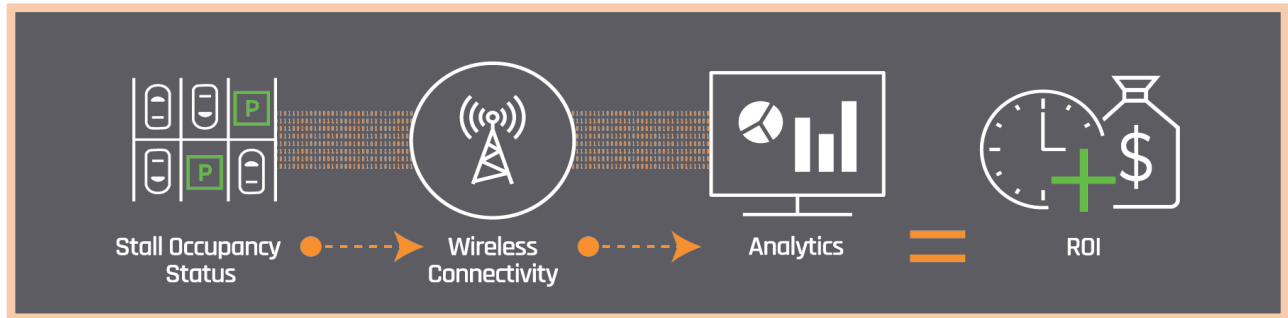 P
P
$
Stall Occupancy
Status
Wireless
Connectivity
Analytics
ROI